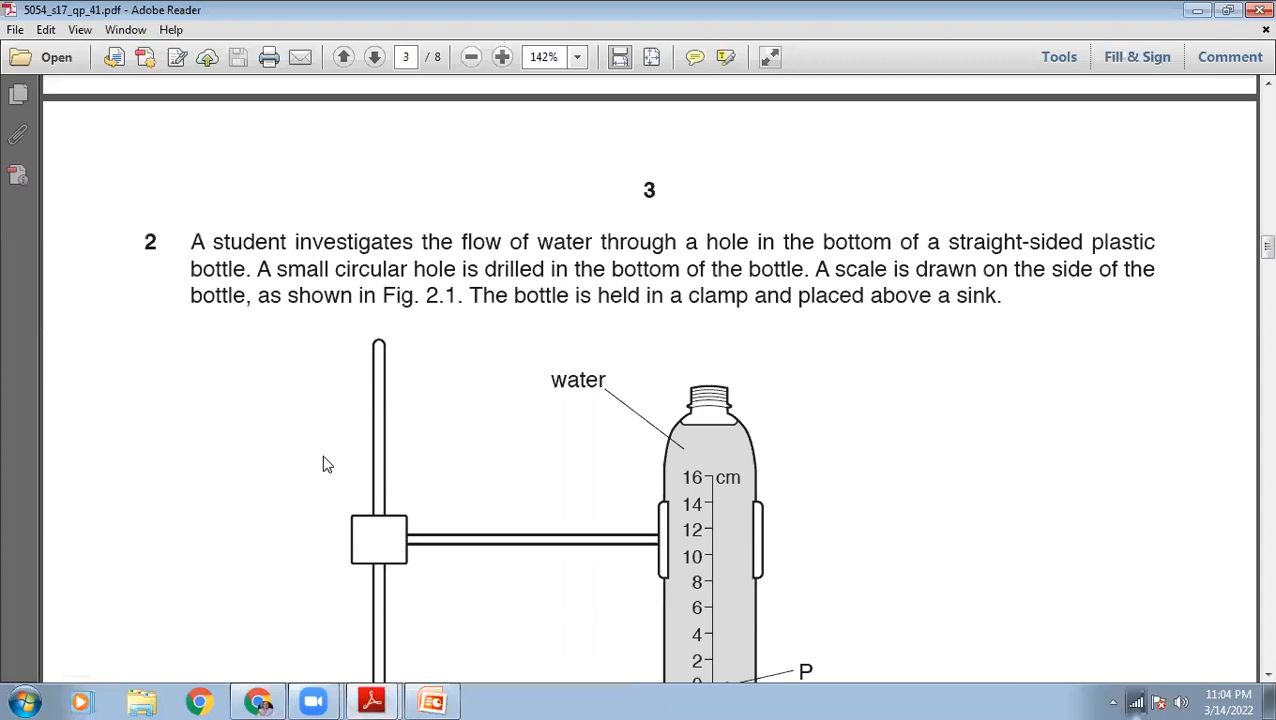 5054_s17_qp_41.pdf - Adobe Reader
File Edit View Window Help
Open 3 / 8 142% Tools Fill & Sign Comment
3
2 A student investigates the flow of water through a hole in the bottom of a straight-sided plastic
bottle. A small circular hole is drilled in the bottom of the bottle. A scale is drawn on the side of the
bottle, as shown in Fig. 2.1. The bottle is held in a clamp and placed above a sink.
water
16 cm
14
12
10
8
6
4
2
0
P
11:04 PM
3/14/2022